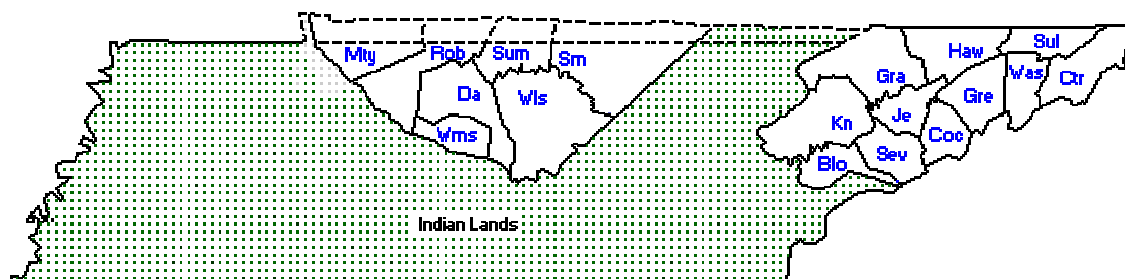 Mty
Rob
Sum
Sm
Da
Wls
Wms
Haw
Sul
Gra
Was
Ctr
Je
Gre
Kn
Coc
Blo
Sev
Indian Lands